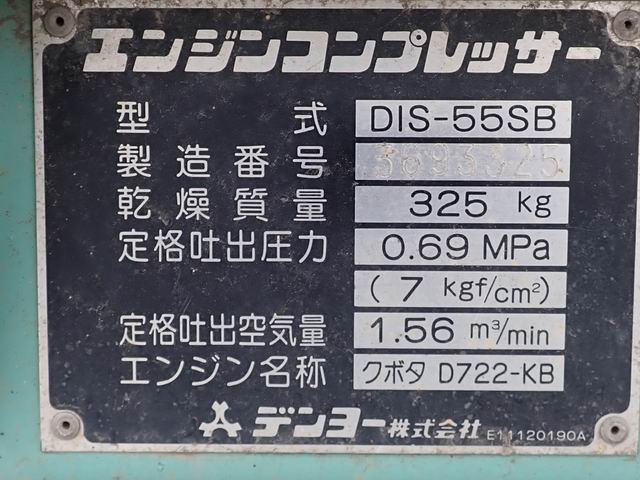 エンジンコンプレッサー
型式 DIS-55SB
製造番号
乾燥質量 325 kg
定格吐出圧力 0.69 MPa
(7 kgf/cm²)
定格吐出空気量 1.56 m³/min
エンジン名称 クボタ D722-KB
デンヨー株式会社 E11120190A